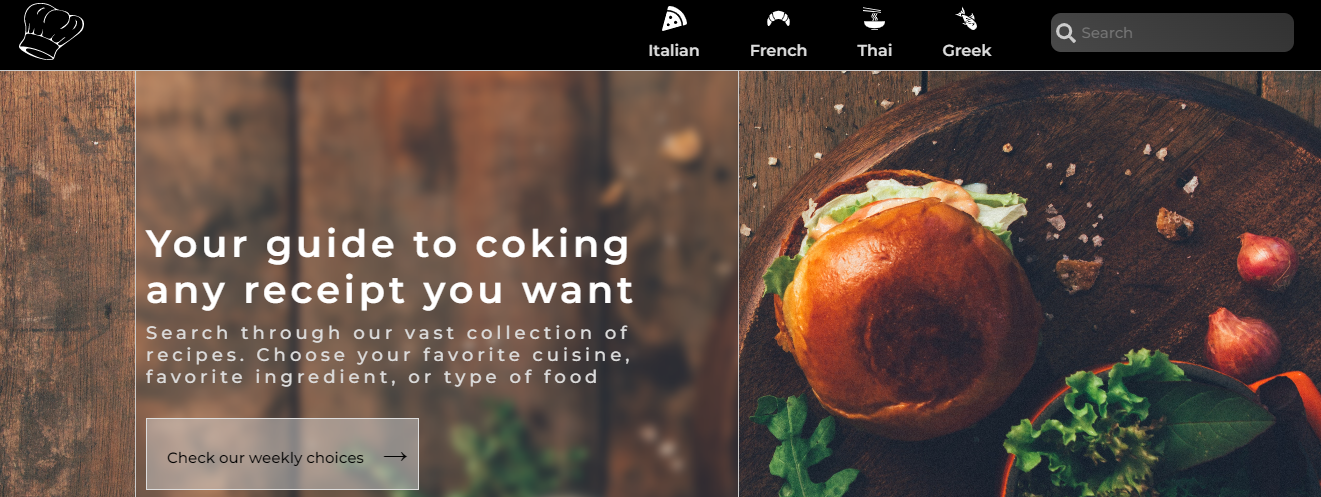 Italian
French
Thai
Greek
Search
Your guide to coking
any receipt you want
Search through our vast collection of
recipes. Choose your favorite cuisine,
favorite ingredient, or type of food
Check our weekly choices